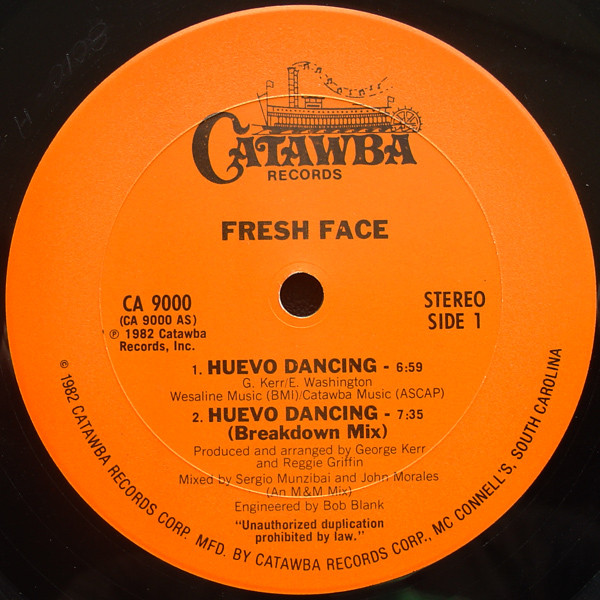 CATAWBA
RECORDS
FRESH FACE
CA 9000
(CA 9000 AS)
℗ 1982 Catawba
Records, Inc.
STEREO
SIDE 1
1. HUEVO DANCING - 6:59
G. Kerr/E. Washington
Wesaline Music (BMI)/Catawba Music (ASCAP)
2. HUEVO DANCING - 7:35
(Breakdown Mix)
Produced and arranged by George Kerr
and Reggie Griffin
Mixed by Sergio Munzibai and John Morales
(An M&M Mix)
Engineered by Bob Blank
"Unauthorized duplication
prohibited by law."
© 1982 CATAWBA RECORDS CORP. MFD. BY CATAWBA RECORDS CORP., MC CONNELL'S, SOUTH CAROLINA